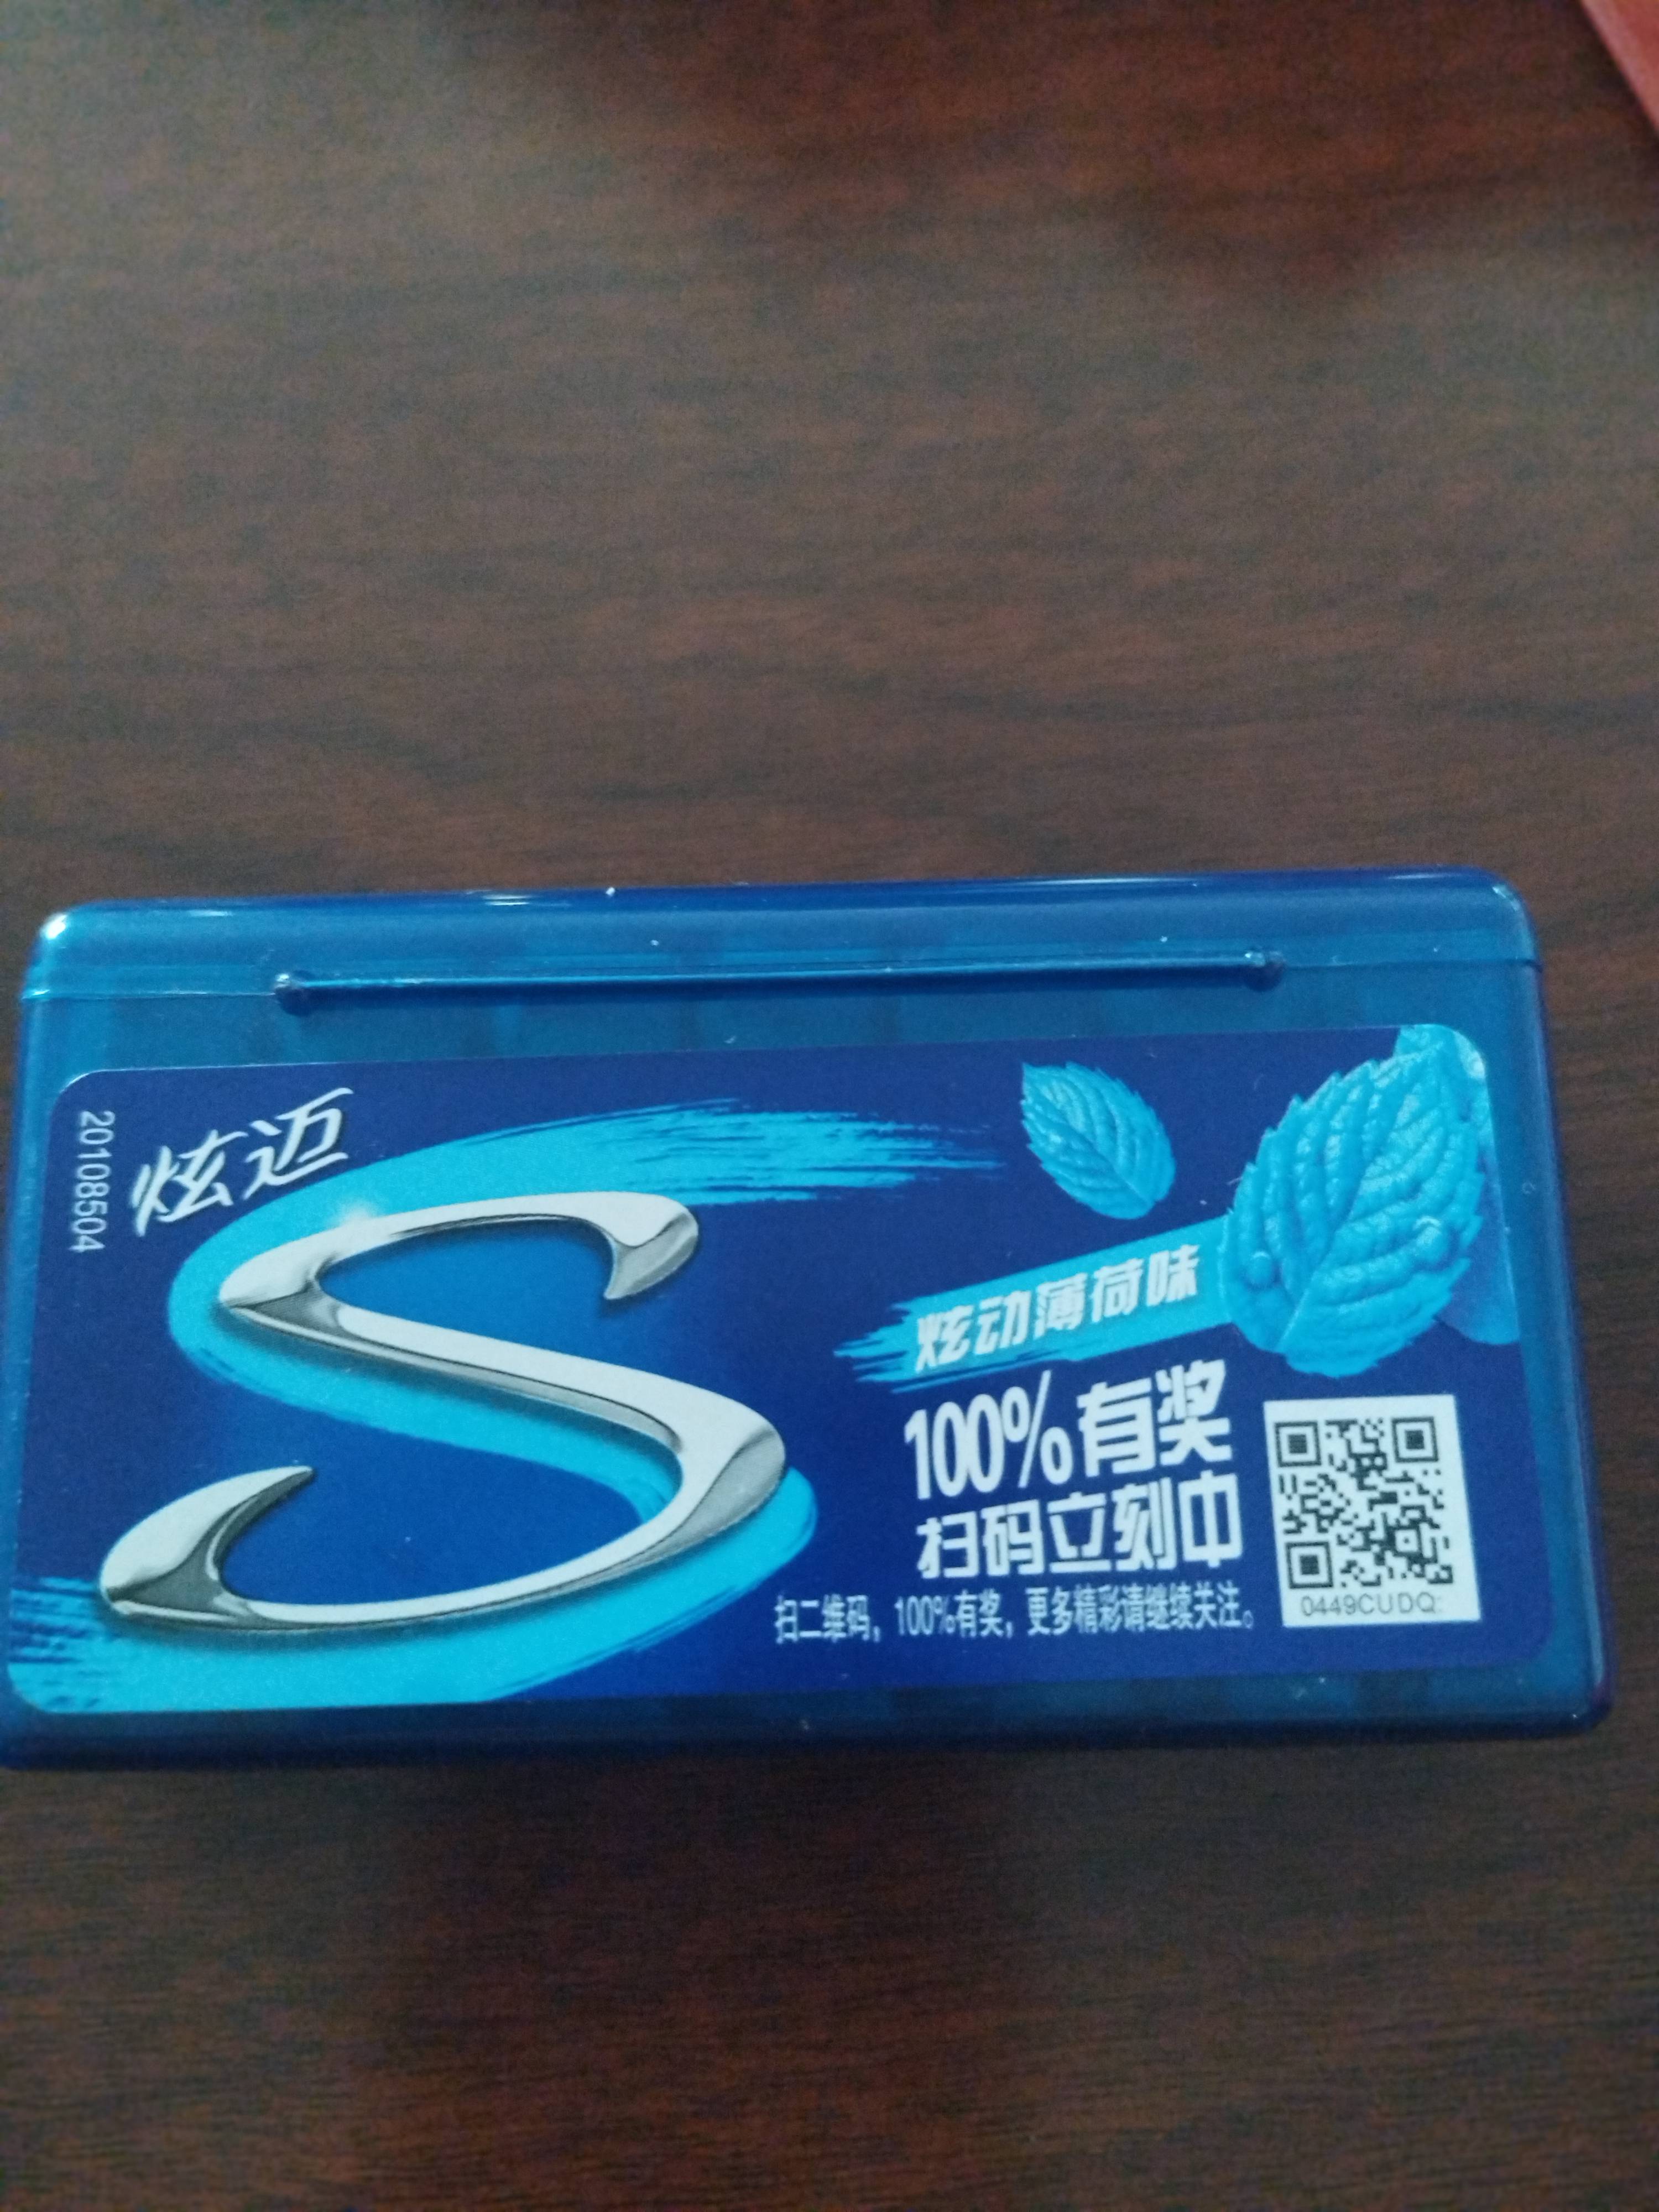 20108504
炫迈
S
炫动薄荷味
100%有奖
扫码立刻中
扫二维码，100%有奖，更多精彩请继续关注。
0449CUDQ